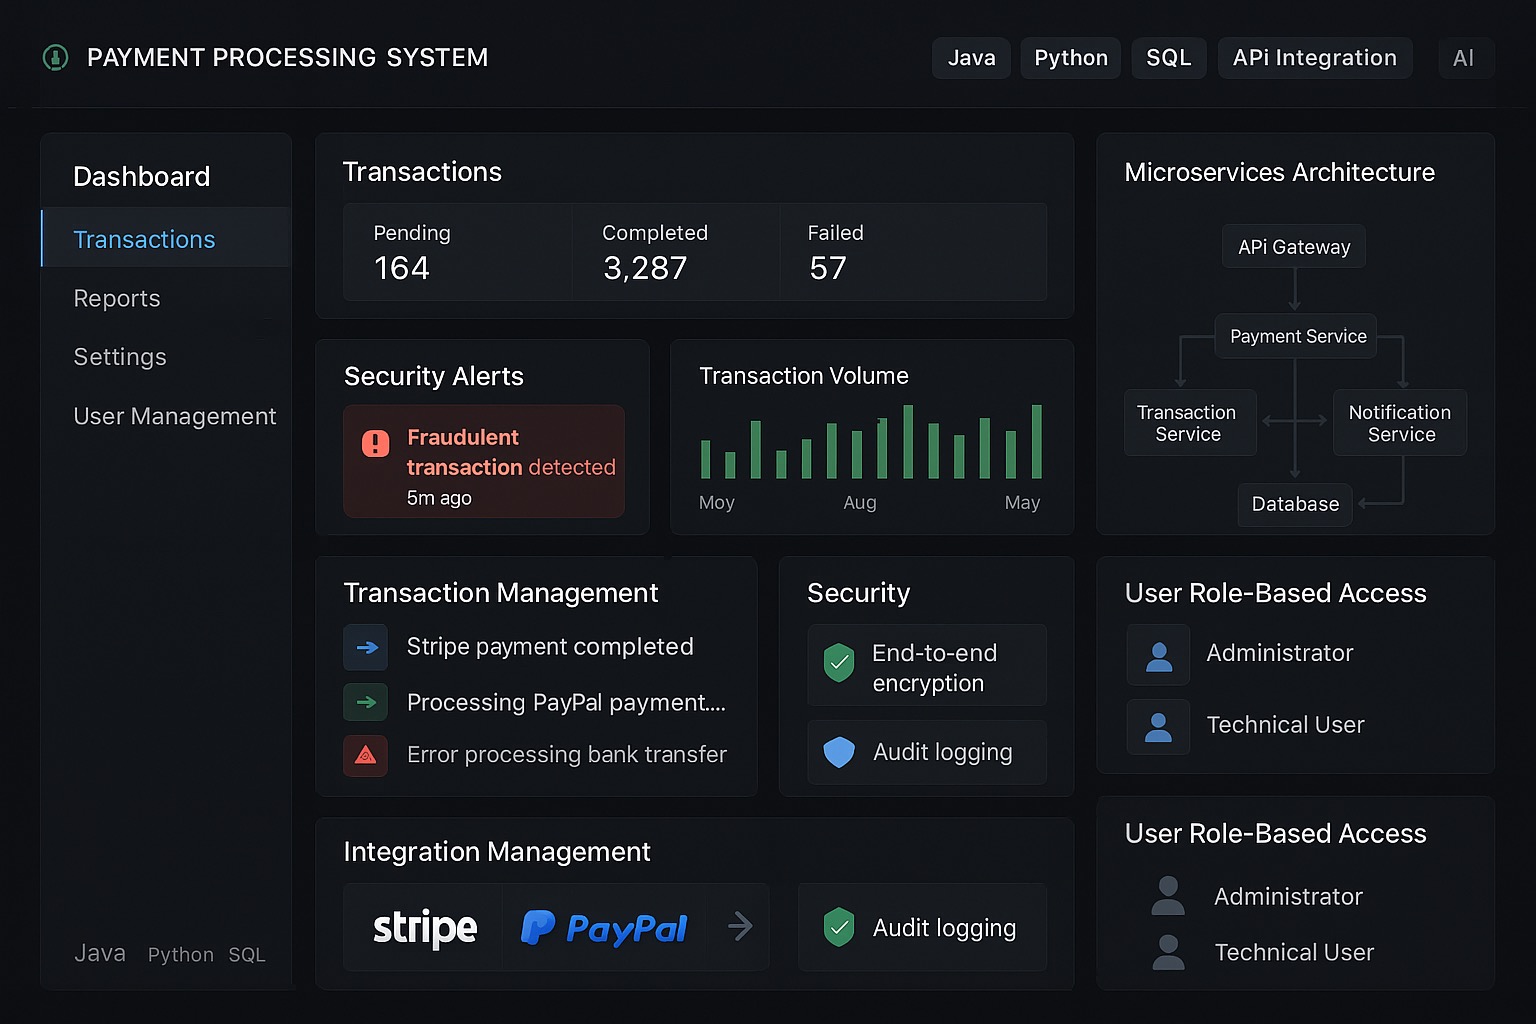 PAYMENT PROCESSING SYSTEM
Java
Python
SQL
APi Integration
AI
Dashboard
Transactions
Reports
Settings
User Management
Java Python SQL
Transactions
Pending
164
Completed
3,287
Failed
57
Security Alerts
Fraudulent
transaction detected
5m ago
Transaction Volume
Moy
Aug
May
Microservices Architecture
APi Gateway
Payment Service
Transaction
Service
Notification
Service
Database
Transaction Management
Stripe payment completed
Processing PayPal payment....
Error processing bank transfer
Security
End-to-end
encryption
Audit logging
User Role-Based Access
Administrator
Technical User
Integration Management
stripe
PayPal
Audit logging
User Role-Based Access
Administrator
Technical User